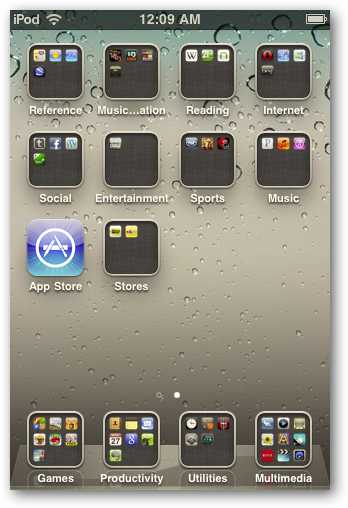 iPod 12:09 AM
Reference Music...ation Reading Internet
Social Entertainment Sports Music
App Store Stores
Games Productivity Utilities Multimedia